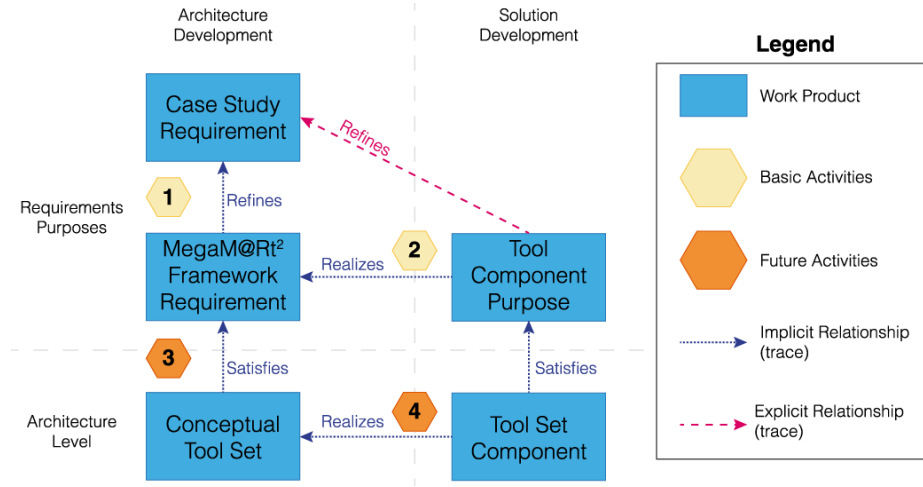 Architecture
Development
Solution
Development
Legend
Case Study
Requirement
Refines
Work Product
1
Refines
Basic Activities
Requirements
Purposes
MegaM@Rt²
Framework
Requirement
Realizes
2
Tool
Component
Purpose
Future Activities
3
Satisfies
Satisfies
Implicit Relationship
(trace)
Architecture
Level
Conceptual
Tool Set
Realizes
4
Tool Set
Component
Explicit Relationship
(trace)